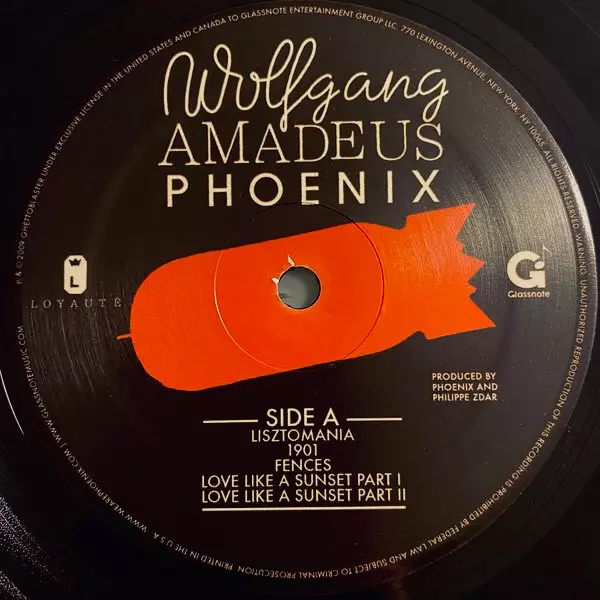 Wolfgang
AMADEUS
PHOENIX
L
LOYAUTÉ
G
Glassnote
PRODUCED BY
PHOENIX AND
PHILIPPE ZDAR
SIDE A
LISZTOMANIA
1901
FENCES
LOVE LIKE A SUNSET PART I
LOVE LIKE A SUNSET PART II
℗ & © 2009 GHETTOBLASTER UNDER EXCLUSIVE LICENSE IN THE UNITED STATES AND CANADA TO GLASSNOTE ENTERTAINMENT GROUP LLC. 770 LEXINGTON AVENUE, NEW YORK, NY 10065. ALL RIGHTS RESERVED. WARNING: UNAUTHORIZED REPRODUCTION OF THIS RECORDING IS PROHIBITED BY FEDERAL LAW AND SUBJECT TO CRIMINAL PROSECUTION. PRINTED IN THE U.S.A. WWW.WEAREPHOENIX.COM | WWW.GLASSNOTEMUSIC.COM